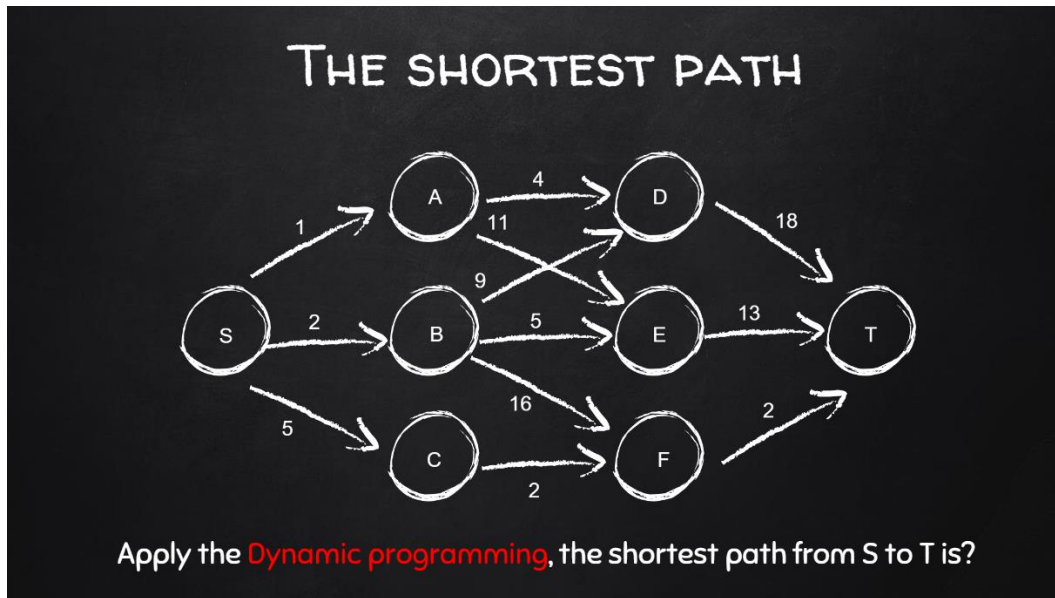 THE SHORTEST PATH
A 4 D
1 11 18
9
S 2 B 5 E 13 T
5 16 2
C 2 F
Apply the Dynamic programming, the shortest path from S to T is?